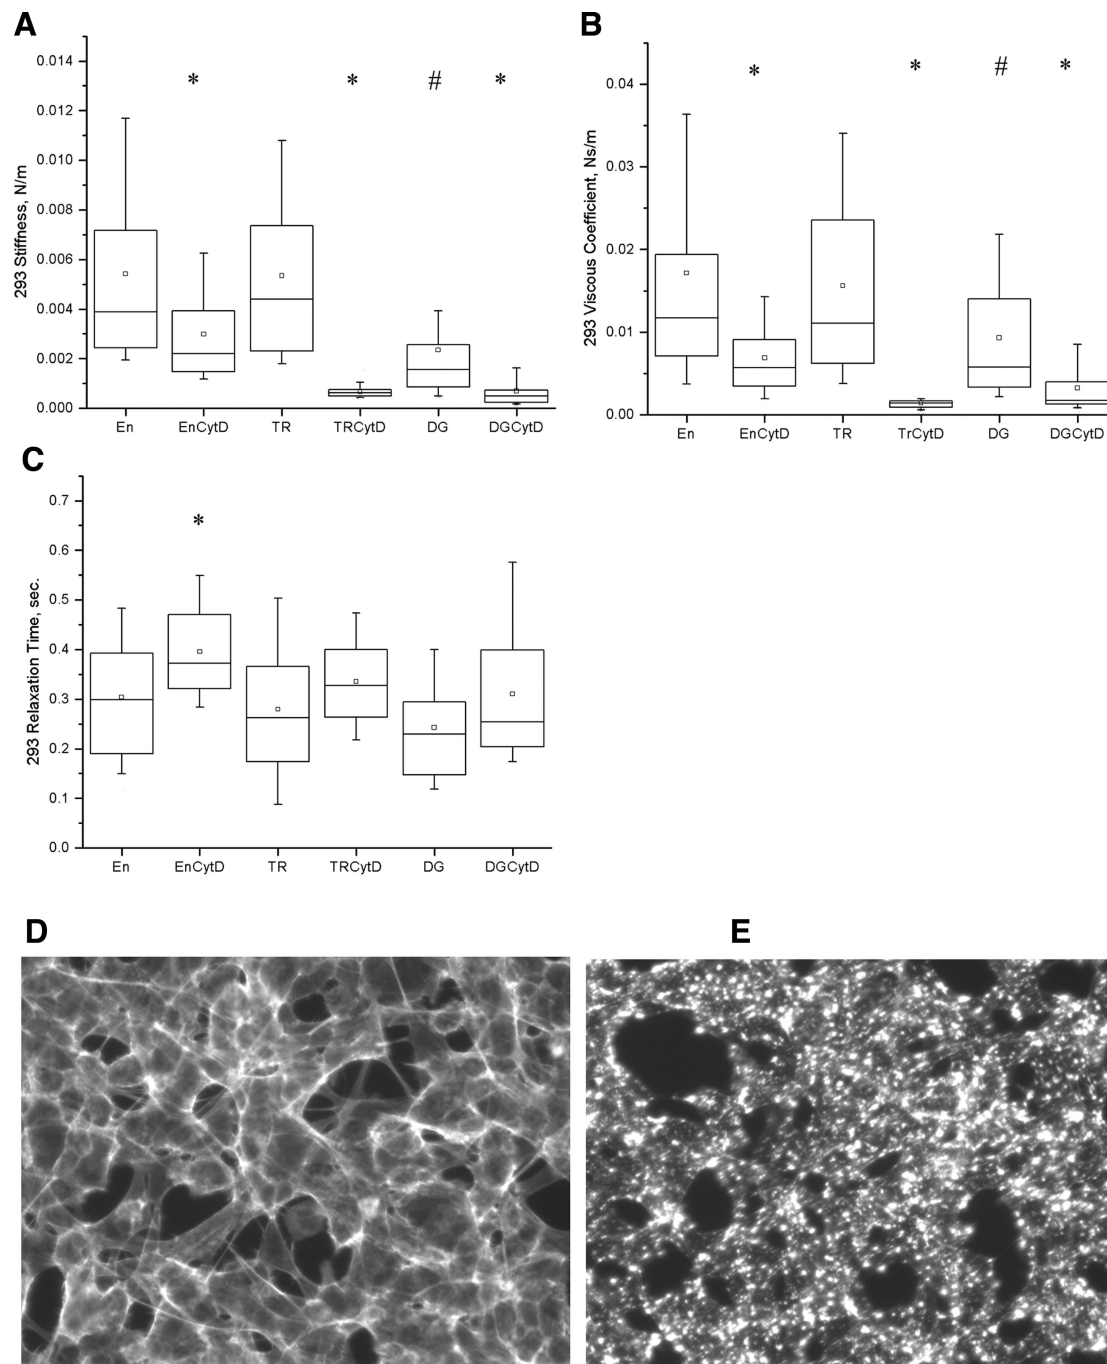 A
293 Stiffness, N/m
0.014
0.012
0.010
0.008
0.006
0.004
0.002
0.000
* * # *
En EnCytD TR TRCytD DG DGCytD
B
293 Viscous Coefficient, Ns/m
0.04
0.03
0.02
0.01
0.00
* * # *
En EnCytD TR TrCytD DG DGCytD
C
293 Relaxation Time, sec.
0.7
0.6
0.5
0.4
0.3
0.2
0.1
0.0
*
En EnCytD TR TRCytD DG DGCytD
D
E